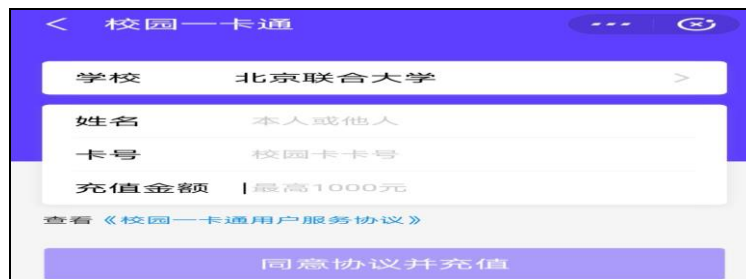 校园一卡通
学校 北京联合大学
姓名 本人或他人
卡号 校园卡卡号
充值金额 最高1000元
查看《校园一卡通用户服务协议》
同意协议并充值